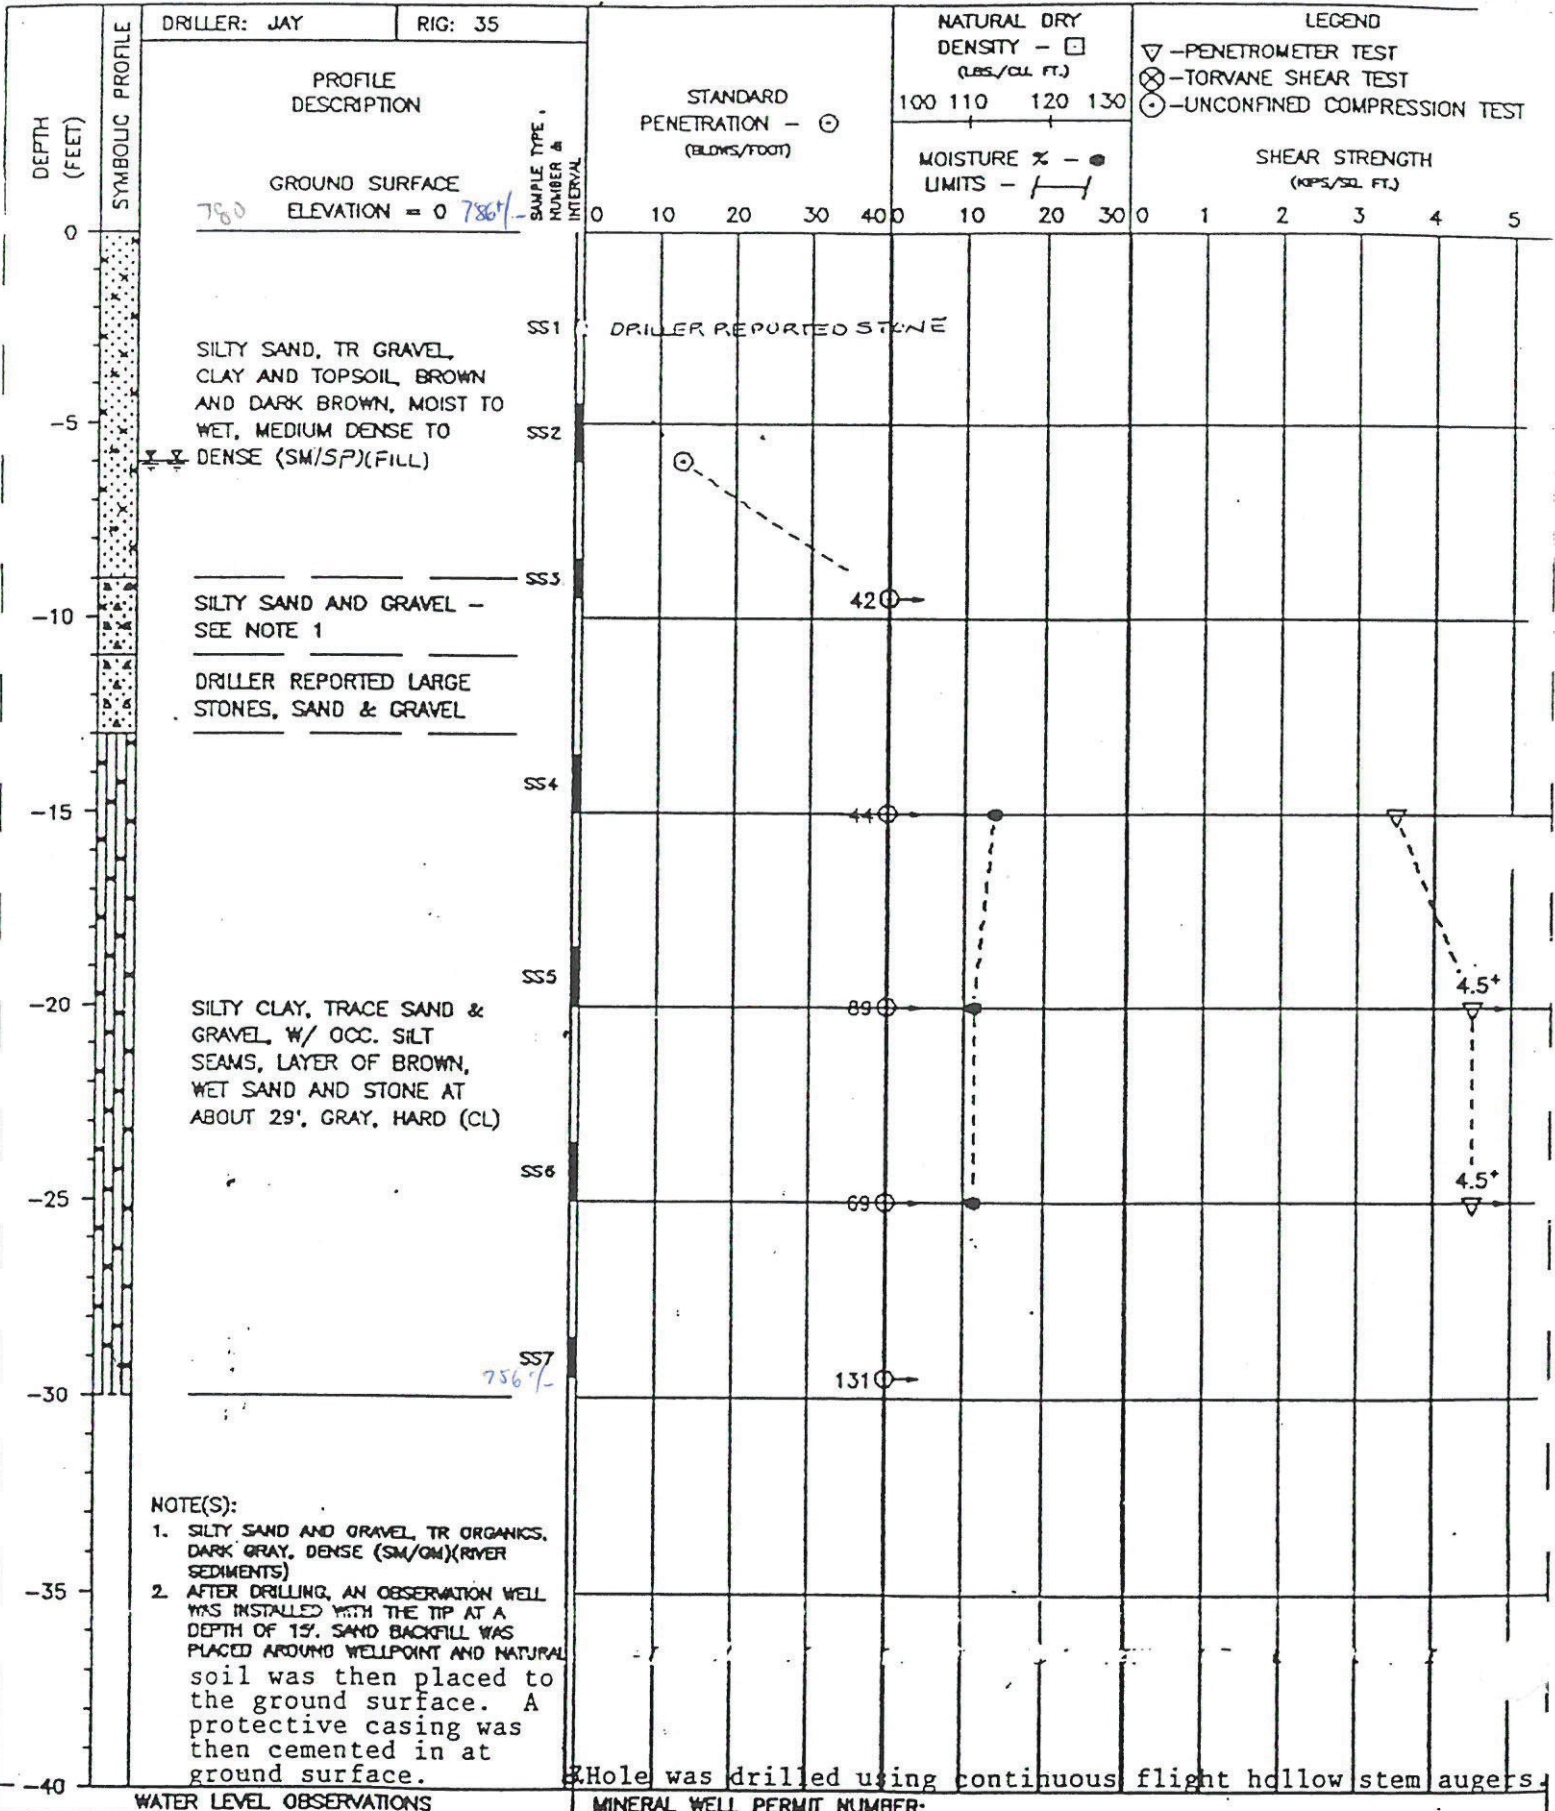 DRILLER: JAY
RIG: 35
DEPTH
(FEET)
SYMBOLIC PROFILE
PROFILE
DESCRIPTION
GROUND SURFACE
780 ELEVATION = 0 786+/-
SAMPLE TYPE,
NUMBER &
INTERVAL
STANDARD
PENETRATION - ⊙
(BLOWS/FOOT)
0 10 20 30 40
NATURAL DRY
DENSITY - ⊡
(LBS./CU. FT.)
100 110 120 130
MOISTURE % - ●
LIMITS -
0 10 20 30
LEGEND
▽ -PENETROMETER TEST
⊗ -TORVANE SHEAR TEST
⊙ -UNCONFINED COMPRESSION TEST
SHEAR STRENGTH
(KIPS/SQ. FT.)
0 1 2 3 4 5
0
SS1
DRILLER REPORTED STONE
SILTY SAND, TR GRAVEL,
CLAY AND TOPSOIL, BROWN
AND DARK BROWN, MOIST TO
WET, MEDIUM DENSE TO
DENSE (SM/SP)(FILL)
-5
SS2
SS3
SILTY SAND AND GRAVEL -
SEE NOTE 1
42
-10
DRILLER REPORTED LARGE
STONES, SAND & GRAVEL
SS4
-15
44
SS5
4.5+
-20
89
SILTY CLAY, TRACE SAND &
GRAVEL, W/ OCC. SILT
SEAMS, LAYER OF BROWN,
WET SAND AND STONE AT
ABOUT 29', GRAY, HARD (CL)
SS6
4.5+
-25
69
SS7
756+/-
131
-30
NOTE(S):
1. SILTY SAND AND GRAVEL, TR ORGANICS,
DARK GRAY, DENSE (SM/GM)(RIVER
SEDIMENTS)
-35
2. AFTER DRILLING, AN OBSERVATION WELL
WAS INSTALLED WITH THE TIP AT A
DEPTH OF 15'. SAND BACKFILL WAS
PLACED AROUND WELLPOINT AND NATURAL
soil was then placed to
the ground surface. A
protective casing was
then cemented in at
ground surface.
-40
Hole was drilled using continuous flight hollow stem augers.
WATER LEVEL OBSERVATIONS
MINERAL WELL PERMIT NUMBER: